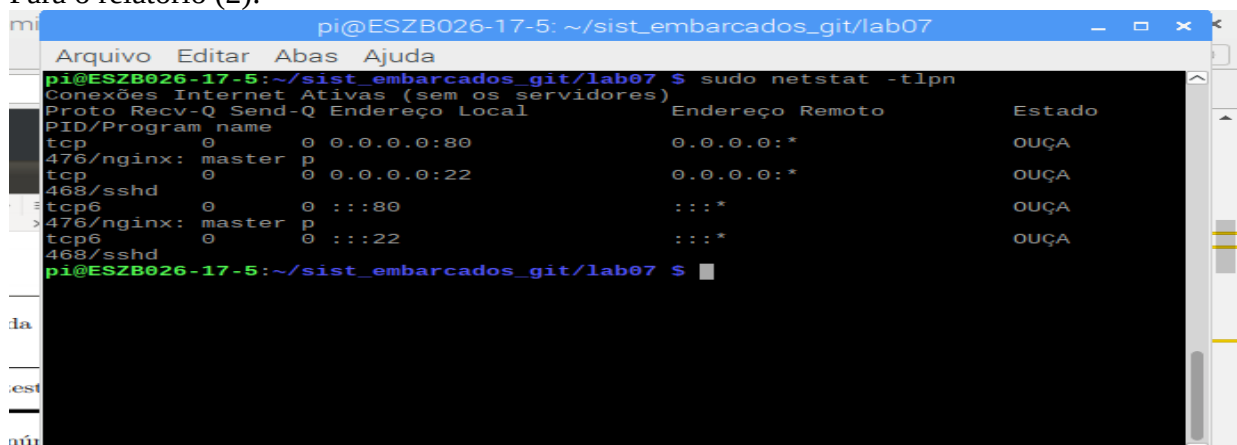 Para o relatório (2):
pi@ESZB026-17-5: ~/sist_embarcados_git/lab07
Arquivo Editar Abas Ajuda
pi@ESZB026-17-5:~/sist_embarcados_git/lab07 $ sudo netstat -tlpn
Conexões Internet Ativas (sem os servidores)
Proto Recv-Q Send-Q Endereço Local Endereço Remoto Estado
PID/Program name
tcp 0 0 0.0.0.0:80 0.0.0.0:* OUÇA
476/nginx: master p
tcp 0 0 0.0.0.0:22 0.0.0.0:* OUÇA
468/sshd
tcp6 0 0 :::80 :::* OUÇA
476/nginx: master p
tcp6 0 0 :::22 :::* OUÇA
468/sshd
pi@ESZB026-17-5:~/sist_embarcados_git/lab07 $